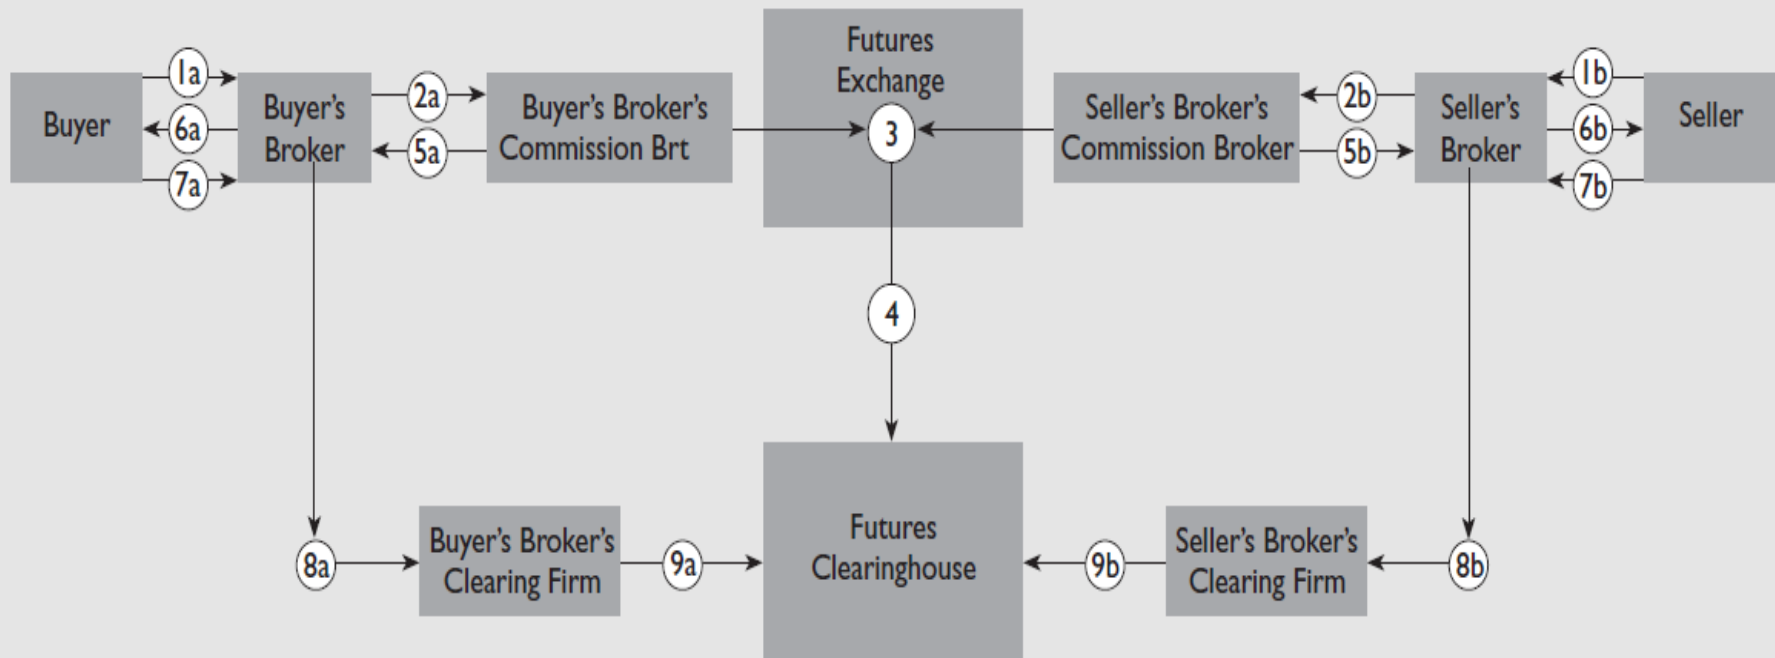 Futures
Exchange
1a
1b
Buyer
6a
7a
Buyer's
Broker
2a
5a
Buyer's Broker's
Commission Brt
3
Seller's Broker's
Commission Broker
2b
5b
Seller's
Broker
6b
7b
Seller
4
8a
Buyer's Broker's
Clearing Firm
9a
Futures
Clearinghouse
9b
Seller's Broker's
Clearing Firm
8b